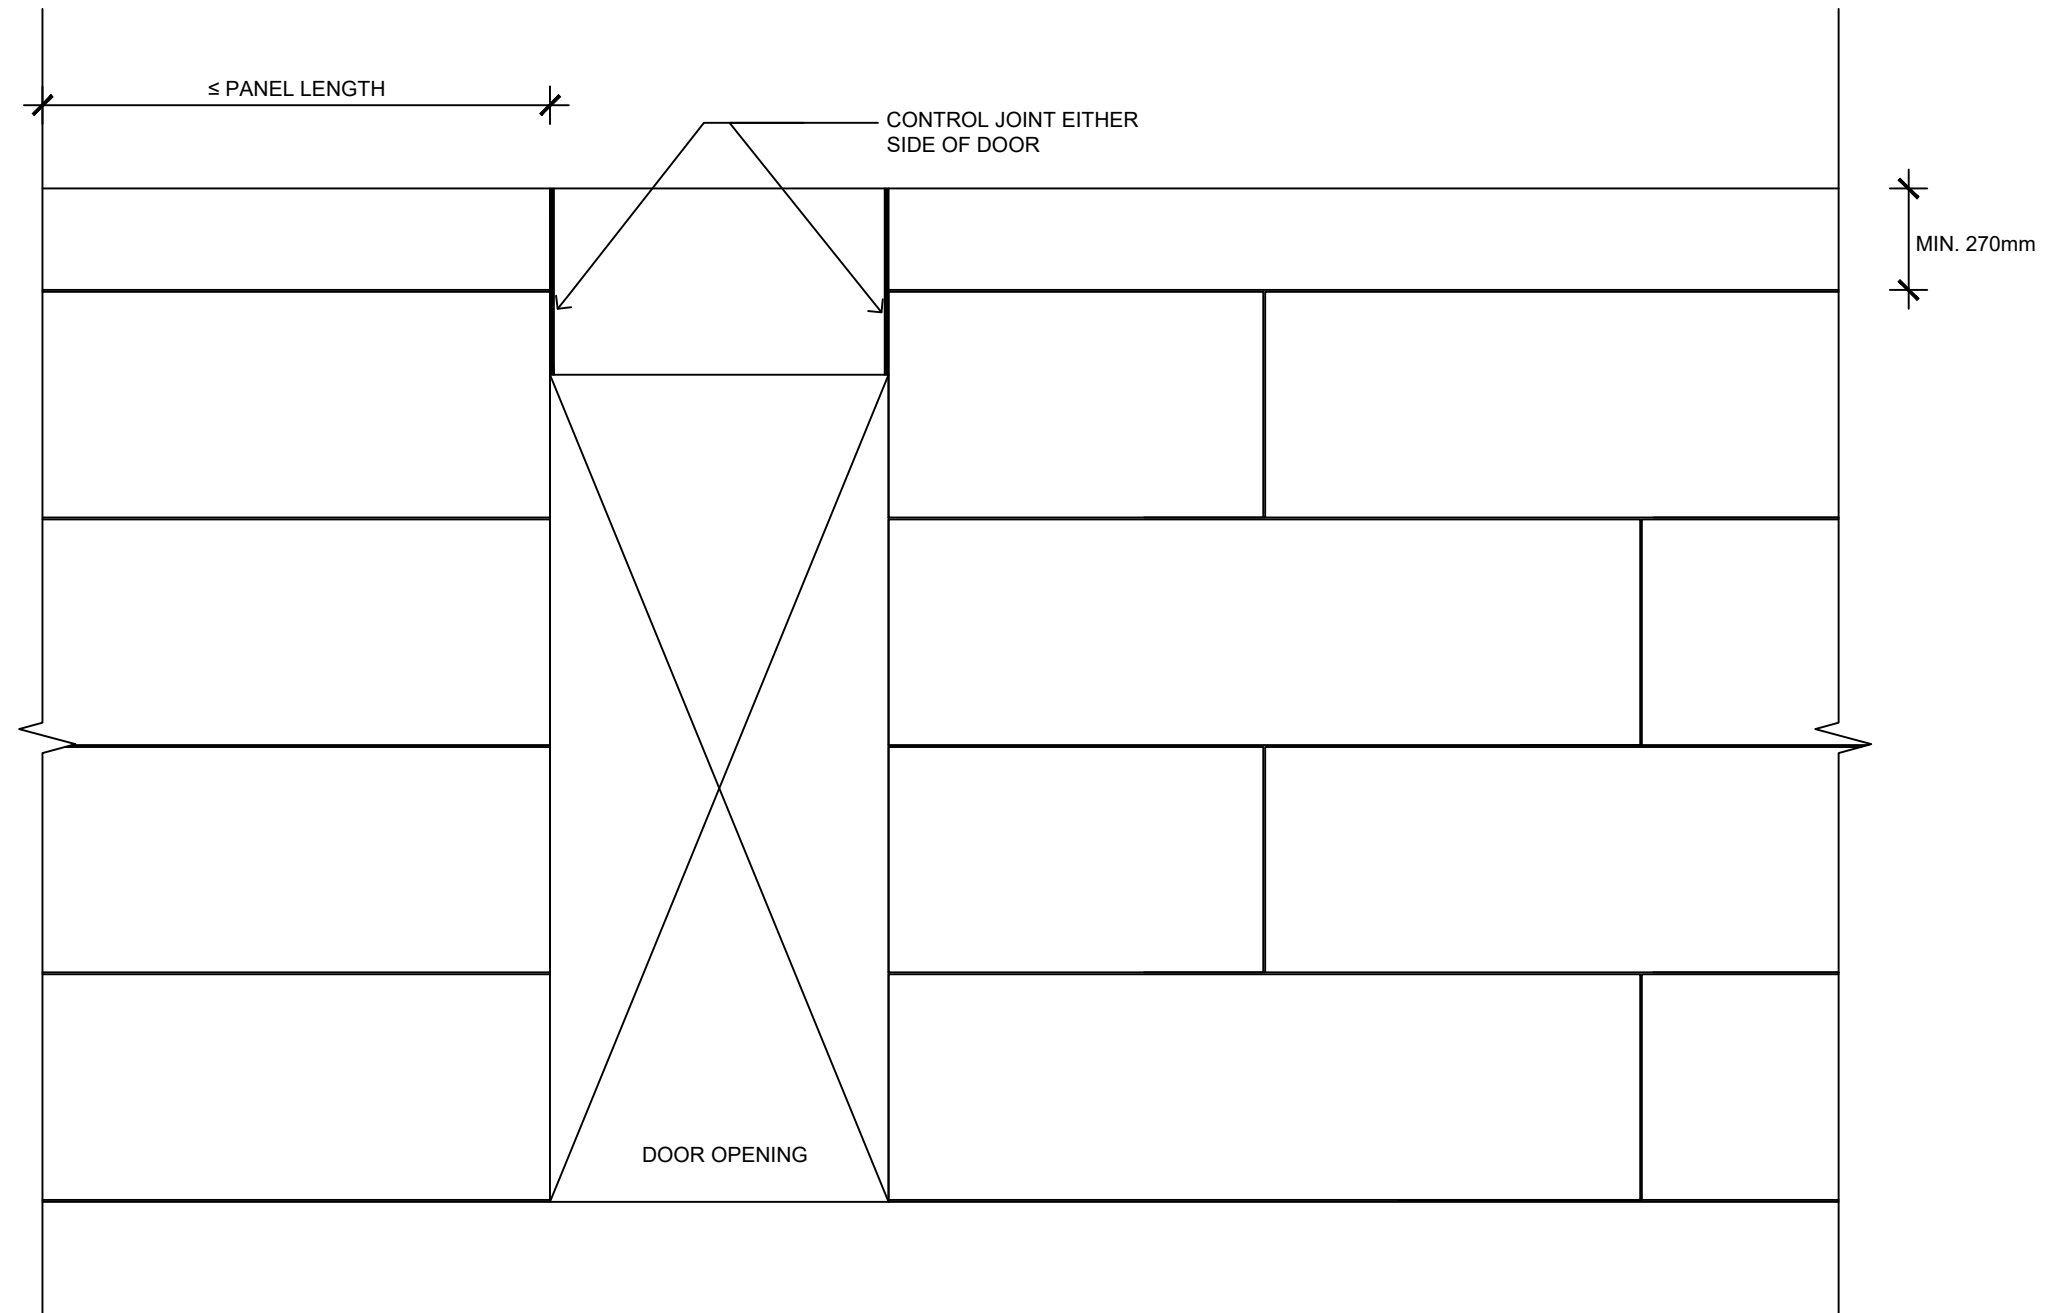 ≤ PANEL LENGTH
CONTROL JOINT EITHER
SIDE OF DOOR
MIN. 270mm
DOOR OPENING